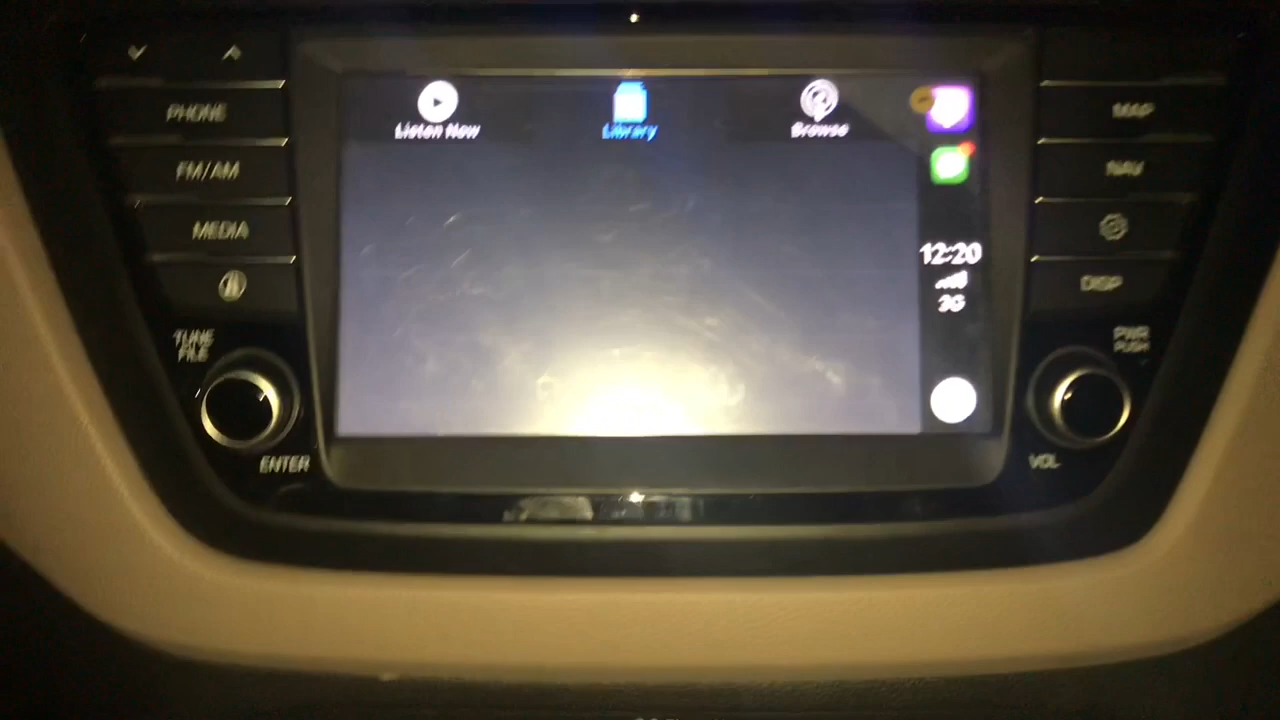 PHONE
FM/AM
MEDIA
TUNE
FILE
ENTER
Listen Now
Library
Browse
12:20
3G
MAP
NAV
DISP
PWR
PUSH
VOL